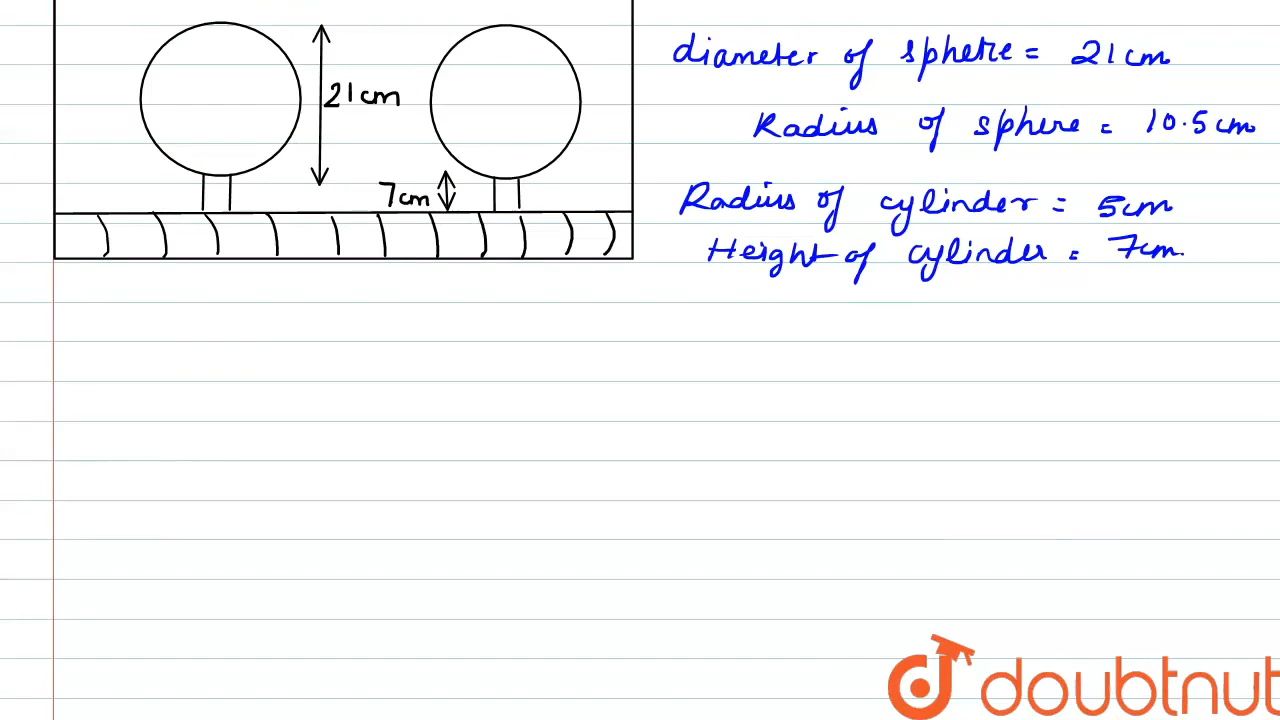 diameter of sphere = 21cm
21cm
Radius of sphere = 10.5cm
7cm
Radius of cylinder = 5cm
Height of cylinder = 7cm.
doubtnut